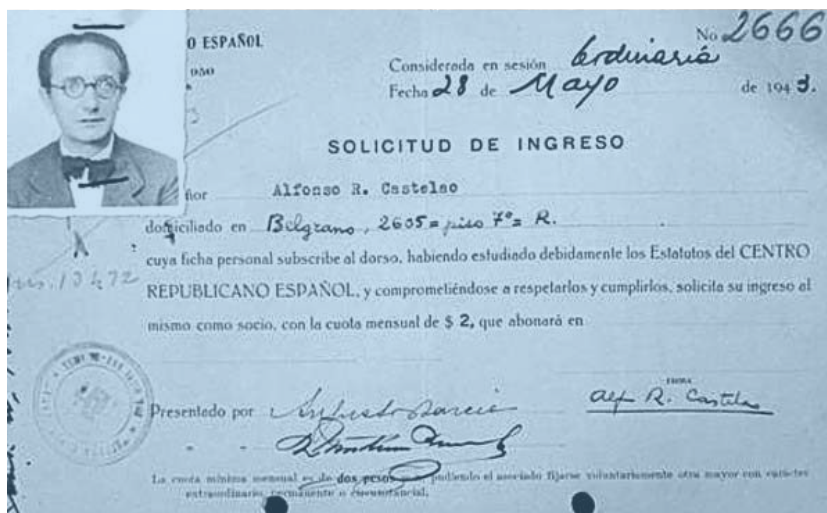 No 2666
O ESPAÑOL
Considerada en sesión Ordinaria
Fecha 28 de Mayo de 1943.
SOLICITUD DE INGRESO
ñor Alfonso R. Castelao
domiciliado en Belgrano, 2605 = piso 7º = R.
cuya ficha personal subscribe al dorso, habiendo estudiado debidamente los Estatutos del CENTRO
REPUBLICANO ESPAÑOL, y comprometiéndose a respetarlos y cumplirlos, solicita su ingreso al
mismo como socio, con la cuota mensual de $ 2, que abonará en
FIRMA
Presentado por Augusto Barcia Alf R. Castelao
La cuota mínima mensual es de dos pesos pudiendo el asociado fijarse voluntariamente otra mayor con carácter
extraordinario, permanente o circunstancial.